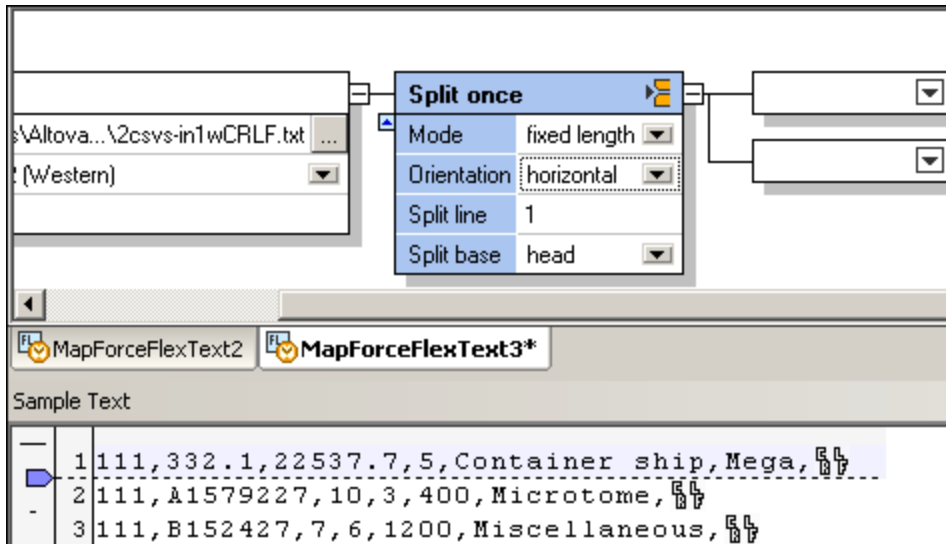 Split once
s\Altova...\2csvs-in1wCRLF.txt ...
Mode fixed length
(Western)
Orientation horizontal
Split line 1
Split base head
MapForceFlexText2 MapForceFlexText3*
Sample Text
1 111,332.1,22537.7,5,Container ship,Mega,
2 111,A1579227,10,3,400,Microtome,
3 111,B152427,7,6,1200,Miscellaneous,